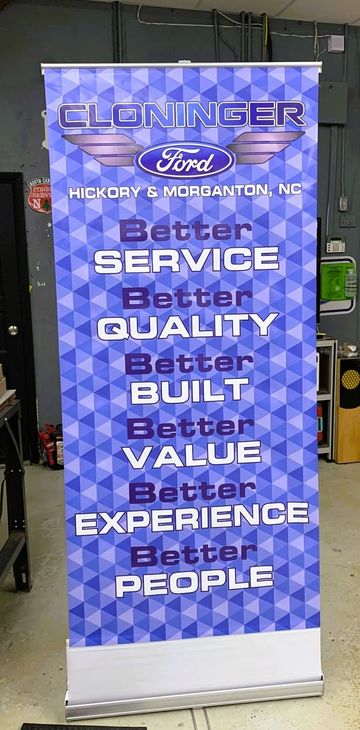 CLONINGER
Ford
HICKORY & MORGANTON, NC
Better
SERVICE
Better
QUALITY
Better
BUILT
Better
VALUE
Better
EXPERIENCE
Better
PEOPLE